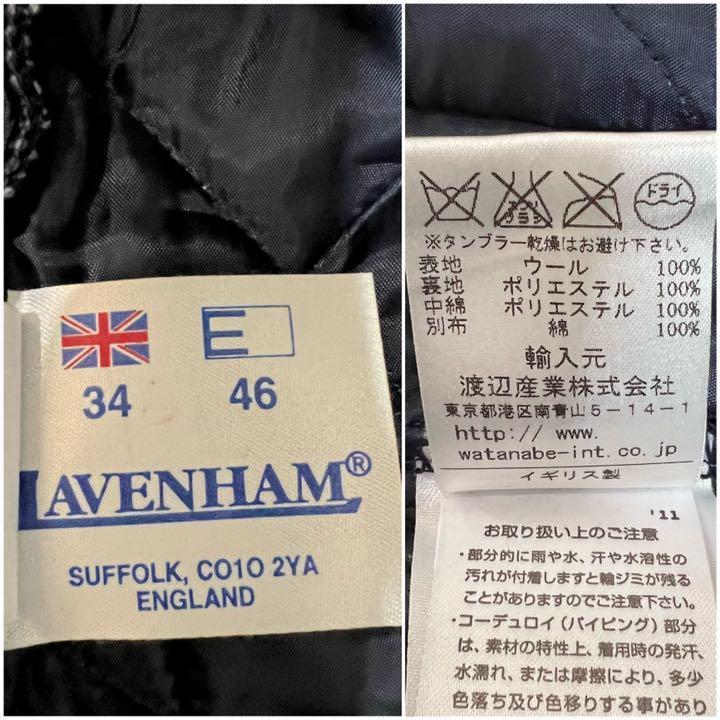 E
34 46
LAVENHAM®
SUFFOLK, CO10 2YA
ENGLAND
ドライ
※タンブラー乾燥はお避け下さい。
表地 ウール 100%
裏地 ポリエステル 100%
中綿 ポリエステル 100%
別布 綿 100%
輸入元
渡辺産業株式会社
東京都港区南青山5-14-1
http:// www.
watanabe-int.co.jp
イギリス製
'11
お取り扱い上のご注意
・部分的に雨や水、汗や水溶性の
汚れが付着しますと輪ジミが残る
ことがありますのでご注意下さい。
・コーデュロイ(パイピング)部分
は、素材の特性上、着用時の発汗、
水濡れ、または摩擦により、多少
色落ち及び色移りする事があり